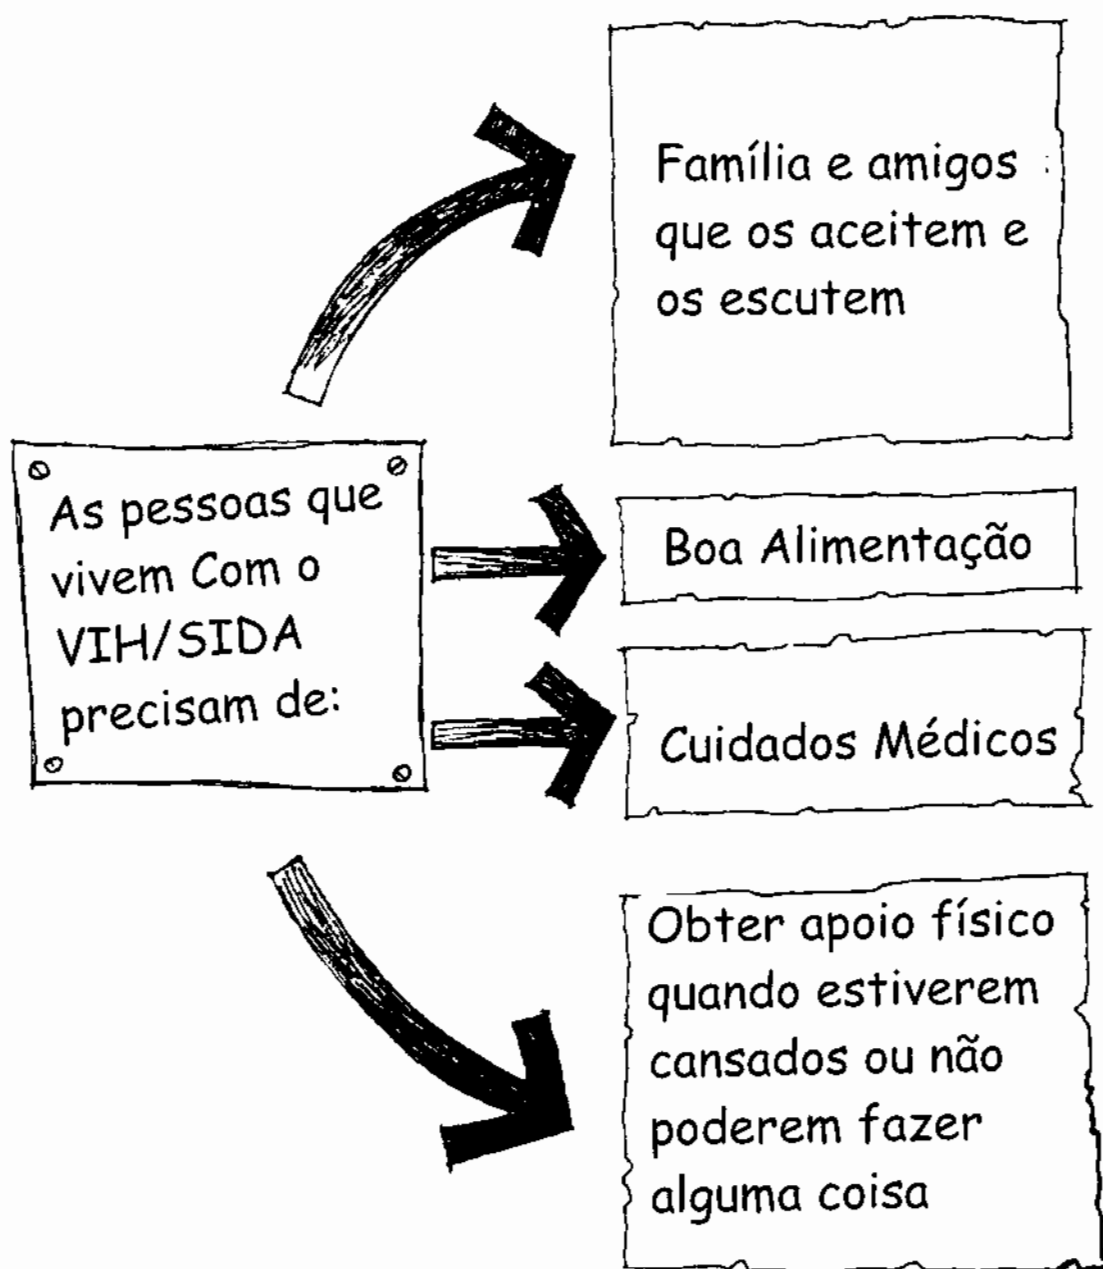 As pessoas que
vivem Com o
VIH/SIDA
precisam de:
Família e amigos
que os aceitem e
os escutem
Boa Alimentação
Cuidados Médicos
Obter apoio físico
quando estiverem
cansados ou não
poderem fazer
alguma coisa